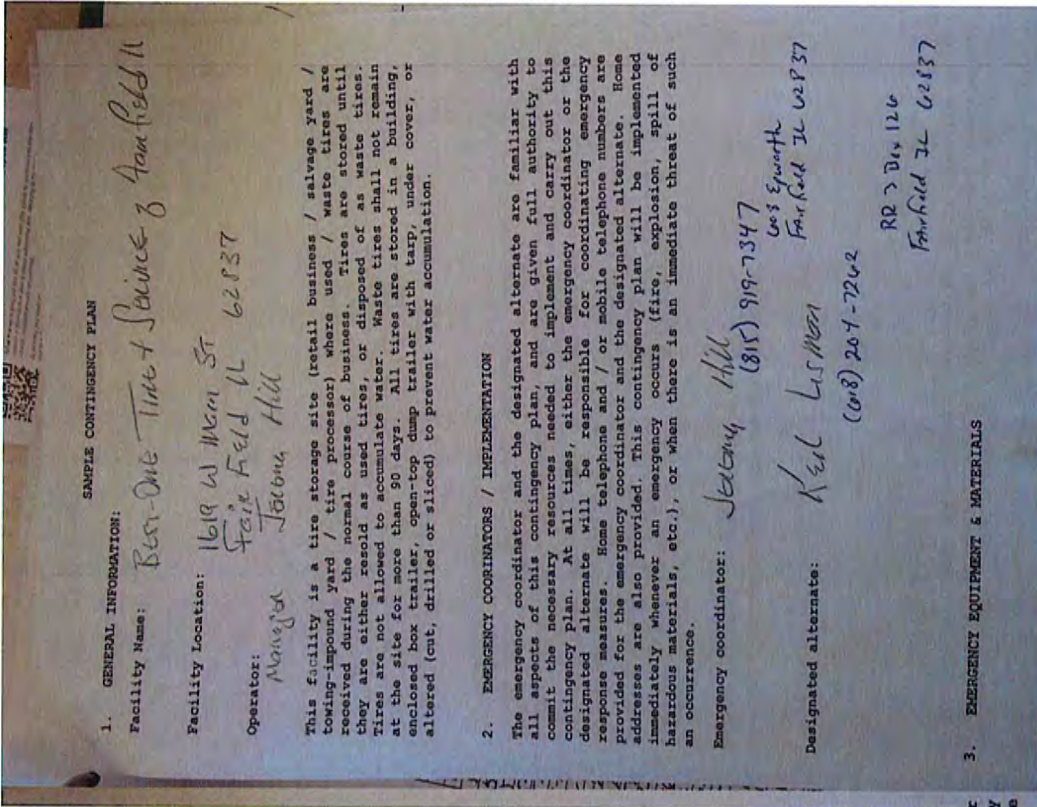 SAMPLE CONTINGENCY PLAN
1. GENERAL INFORMATION:
Facility Name: Best-One Tire & Service of Fairfield Il
Facility Location: 1619 W Main St
Fair Field IL 62837
Operator:
Manager Hill
This facility is a tire storage site (retail business / salvage yard /
towing-impound yard / tire processor) where used / waste tires are
received during the normal course of business. Tires are stored until
they are either resold as used tires, or disposed of as waste tires.
Tires are not allowed to accumulate water. Waste tires shall not remain
at the site for more than 90 days. All tires are stored in a building,
enclosed box trailer, open-top dump trailer with tarp, under cover, or
altered (cut, drilled or sliced) to prevent water accumulation.
2. EMERGENCY COORINATORS / IMPLEMENTATION
The emergency coordinator and the designated alternate are familiar with
all aspects of this contingency plan, and are given full authority to
commit the necessary resources needed to implement and carry out this
contingency plan. At all times, either the emergency coordinator or the
designated alternate will be responsible for coordinating emergency
response measures. Home telephone and / or mobile telephone numbers are
provided for the emergency coordinator and the designated alternate. Home
addresses are also provided. This contingency plan will be implemented
immediately whenever an emergency occurs (fire, explosion, spill of
hazardous materials, etc.), or when there is an immediate threat of such
an occurrence.
Emergency coordinator: Hill
(815) 919-7347
Epworth
Fairfield IL 62837
Designated alternate:
(618) 204-7262
RR 3 Box 126
Fairfield IL 62837
3. EMERGENCY EQUIPMENT & MATERIALS